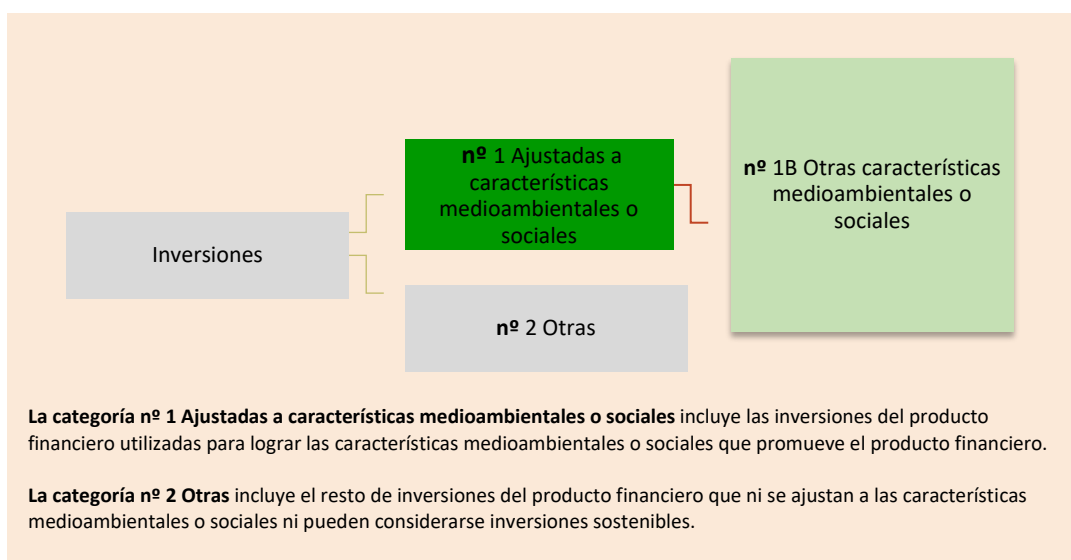 nº 1 Ajustadas a
características
medioambientales o
sociales
nº 1B Otras características
medioambientales o
sociales
Inversiones
nº 2 Otras
La categoría nº 1 Ajustadas a características medioambientales o sociales incluye las inversiones del producto
financiero utilizadas para lograr las características medioambientales o sociales que promueve el producto financiero.
La categoría nº 2 Otras incluye el resto de inversiones del producto financiero que ni se ajustan a las características
medioambientales o sociales ni pueden considerarse inversiones sostenibles.